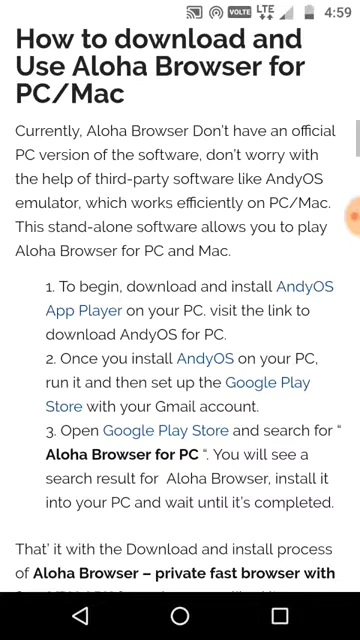 VOLTE LTE 4:59
How to download and
Use Aloha Browser for
PC/Mac
Currently, Aloha Browser Don't have an official
PC version of the software, don't worry with
the help of third-party software like AndyOS
emulator, which works efficiently on PC/Mac.
This stand-alone software allows you to play
Aloha Browser for PC and Mac.
1. To begin, download and install AndyOS
App Player on your PC. visit the link to
download AndyOS for PC.
2. Once you install AndyOS on your PC,
run it and then set up the Google Play
Store with your Gmail account.
3. Open Google Play Store and search for “
Aloha Browser for PC “. You will see a
search result for Aloha Browser, install it
into your PC and wait until it's completed.
That' it with the Download and install process
of Aloha Browser – private fast browser with